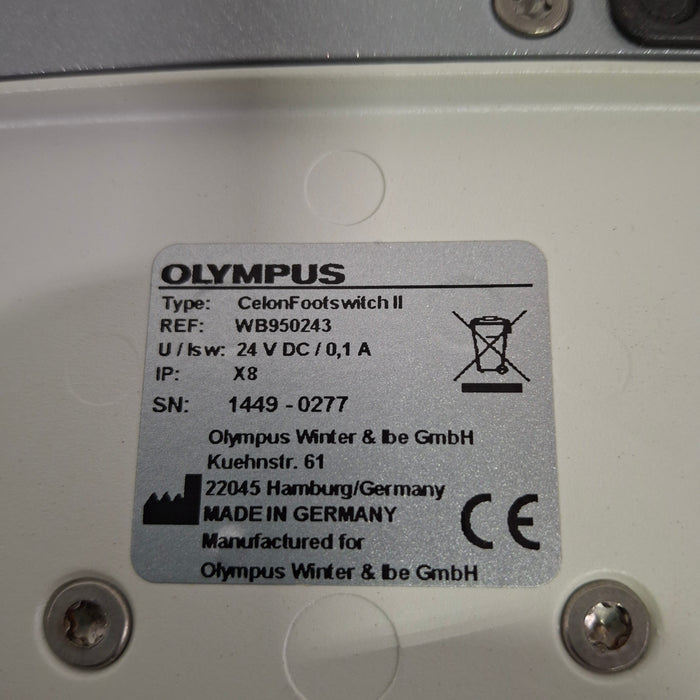 OLYMPUS
Type: CelonFootswitch II
REF: WB950243
U / Isw: 24 V DC / 0,1 A
IP: X8
SN: 1449 - 0277
Olympus Winter & Ibe GmbH
Kuehnstr. 61
22045 Hamburg/Germany
MADE IN GERMANY
Manufactured for
Olympus Winter & Ibe GmbH
CE